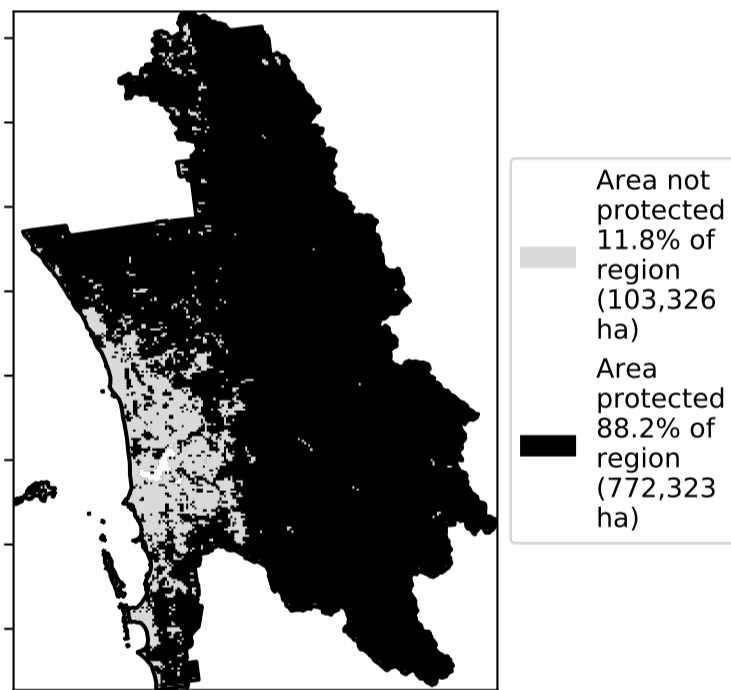 Area not
protected
11.8% of
region
(103,326
ha)
Area
protected
88.2% of
region
(772,323
ha)